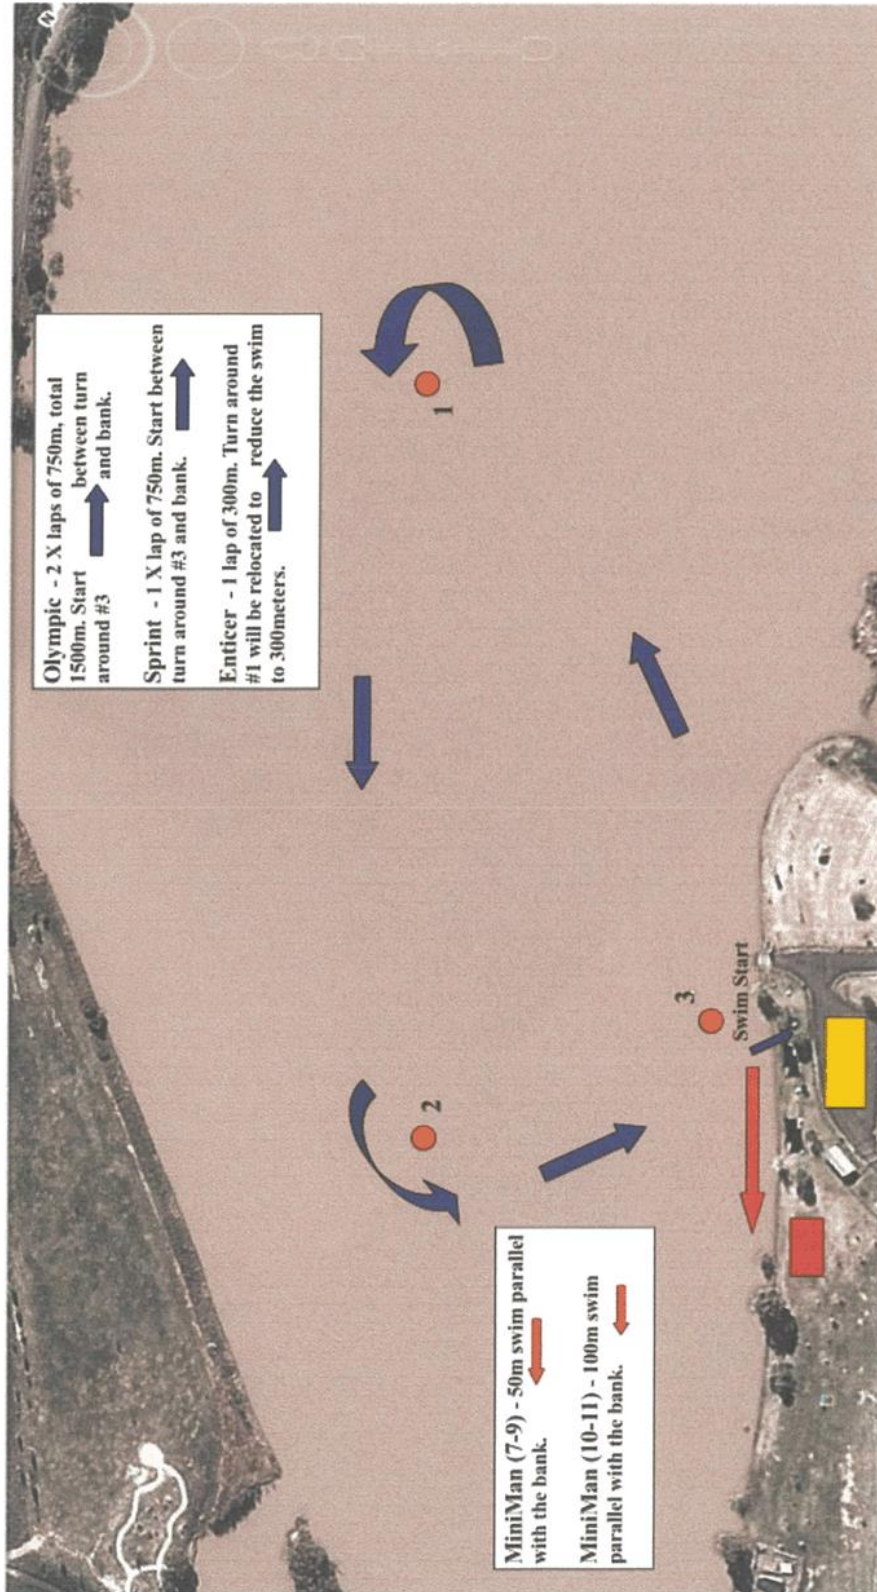 Olympic - 2 X laps of 750m, total
1500m. Start between turn
around #3 and bank.
Sprint - 1 X lap of 750m. Start between
turn around #3 and bank.
Enticer - 1 lap of 300m. Turn around
#1 will be relocated to reduce the swim
to 300meters.
1
2
3
Swim Start
MiniMan (7-9) - 50m swim parallel
with the bank.
MiniMan (10-11) - 100m swim
parallel with the bank.